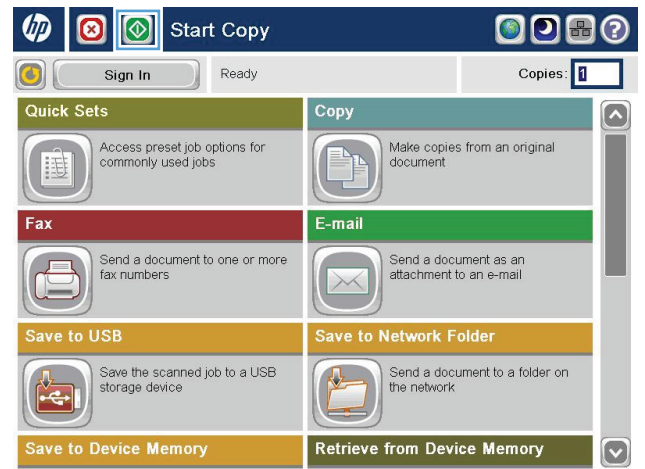 hp
Start Copy
?
Sign In
Ready
Copies: 1
Quick Sets
Access preset job options for
commonly used jobs
Copy
Make copies from an original
document
Fax
Send a document to one or more
fax numbers
E-mail
Send a document as an
attachment to an e-mail
Save to USB
Save the scanned job to a USB
storage device
Save to Network Folder
Send a document to a folder on
the network
Save to Device Memory
Retrieve from Device Memory